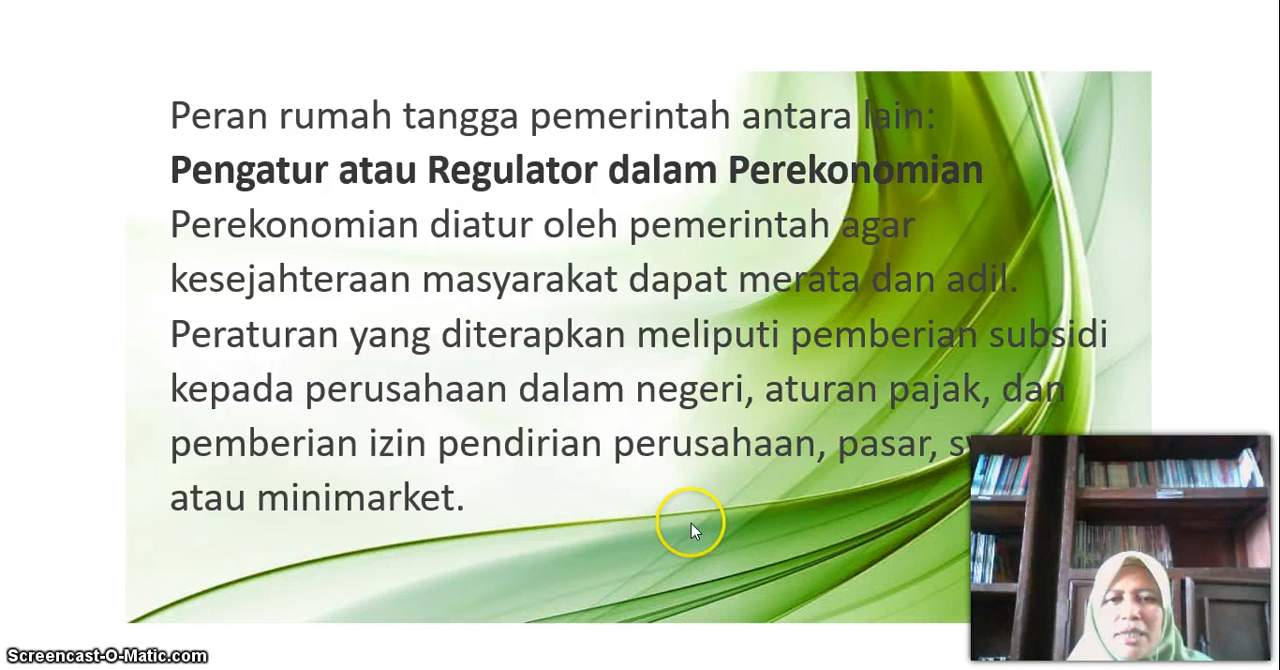 Peran rumah tangga pemerintah antara lain:
Pengatur atau Regulator dalam Perekonomian
Perekonomian diatur oleh pemerintah agar
kesejahteraan masyarakat dapat merata dan adil.
Peraturan yang diterapkan meliputi pemberian subsidi
kepada perusahaan dalam negeri, aturan pajak, dan
pemberian izin pendirian perusahaan, pasar,
atau minimarket.
Screencast-O-Matic.com